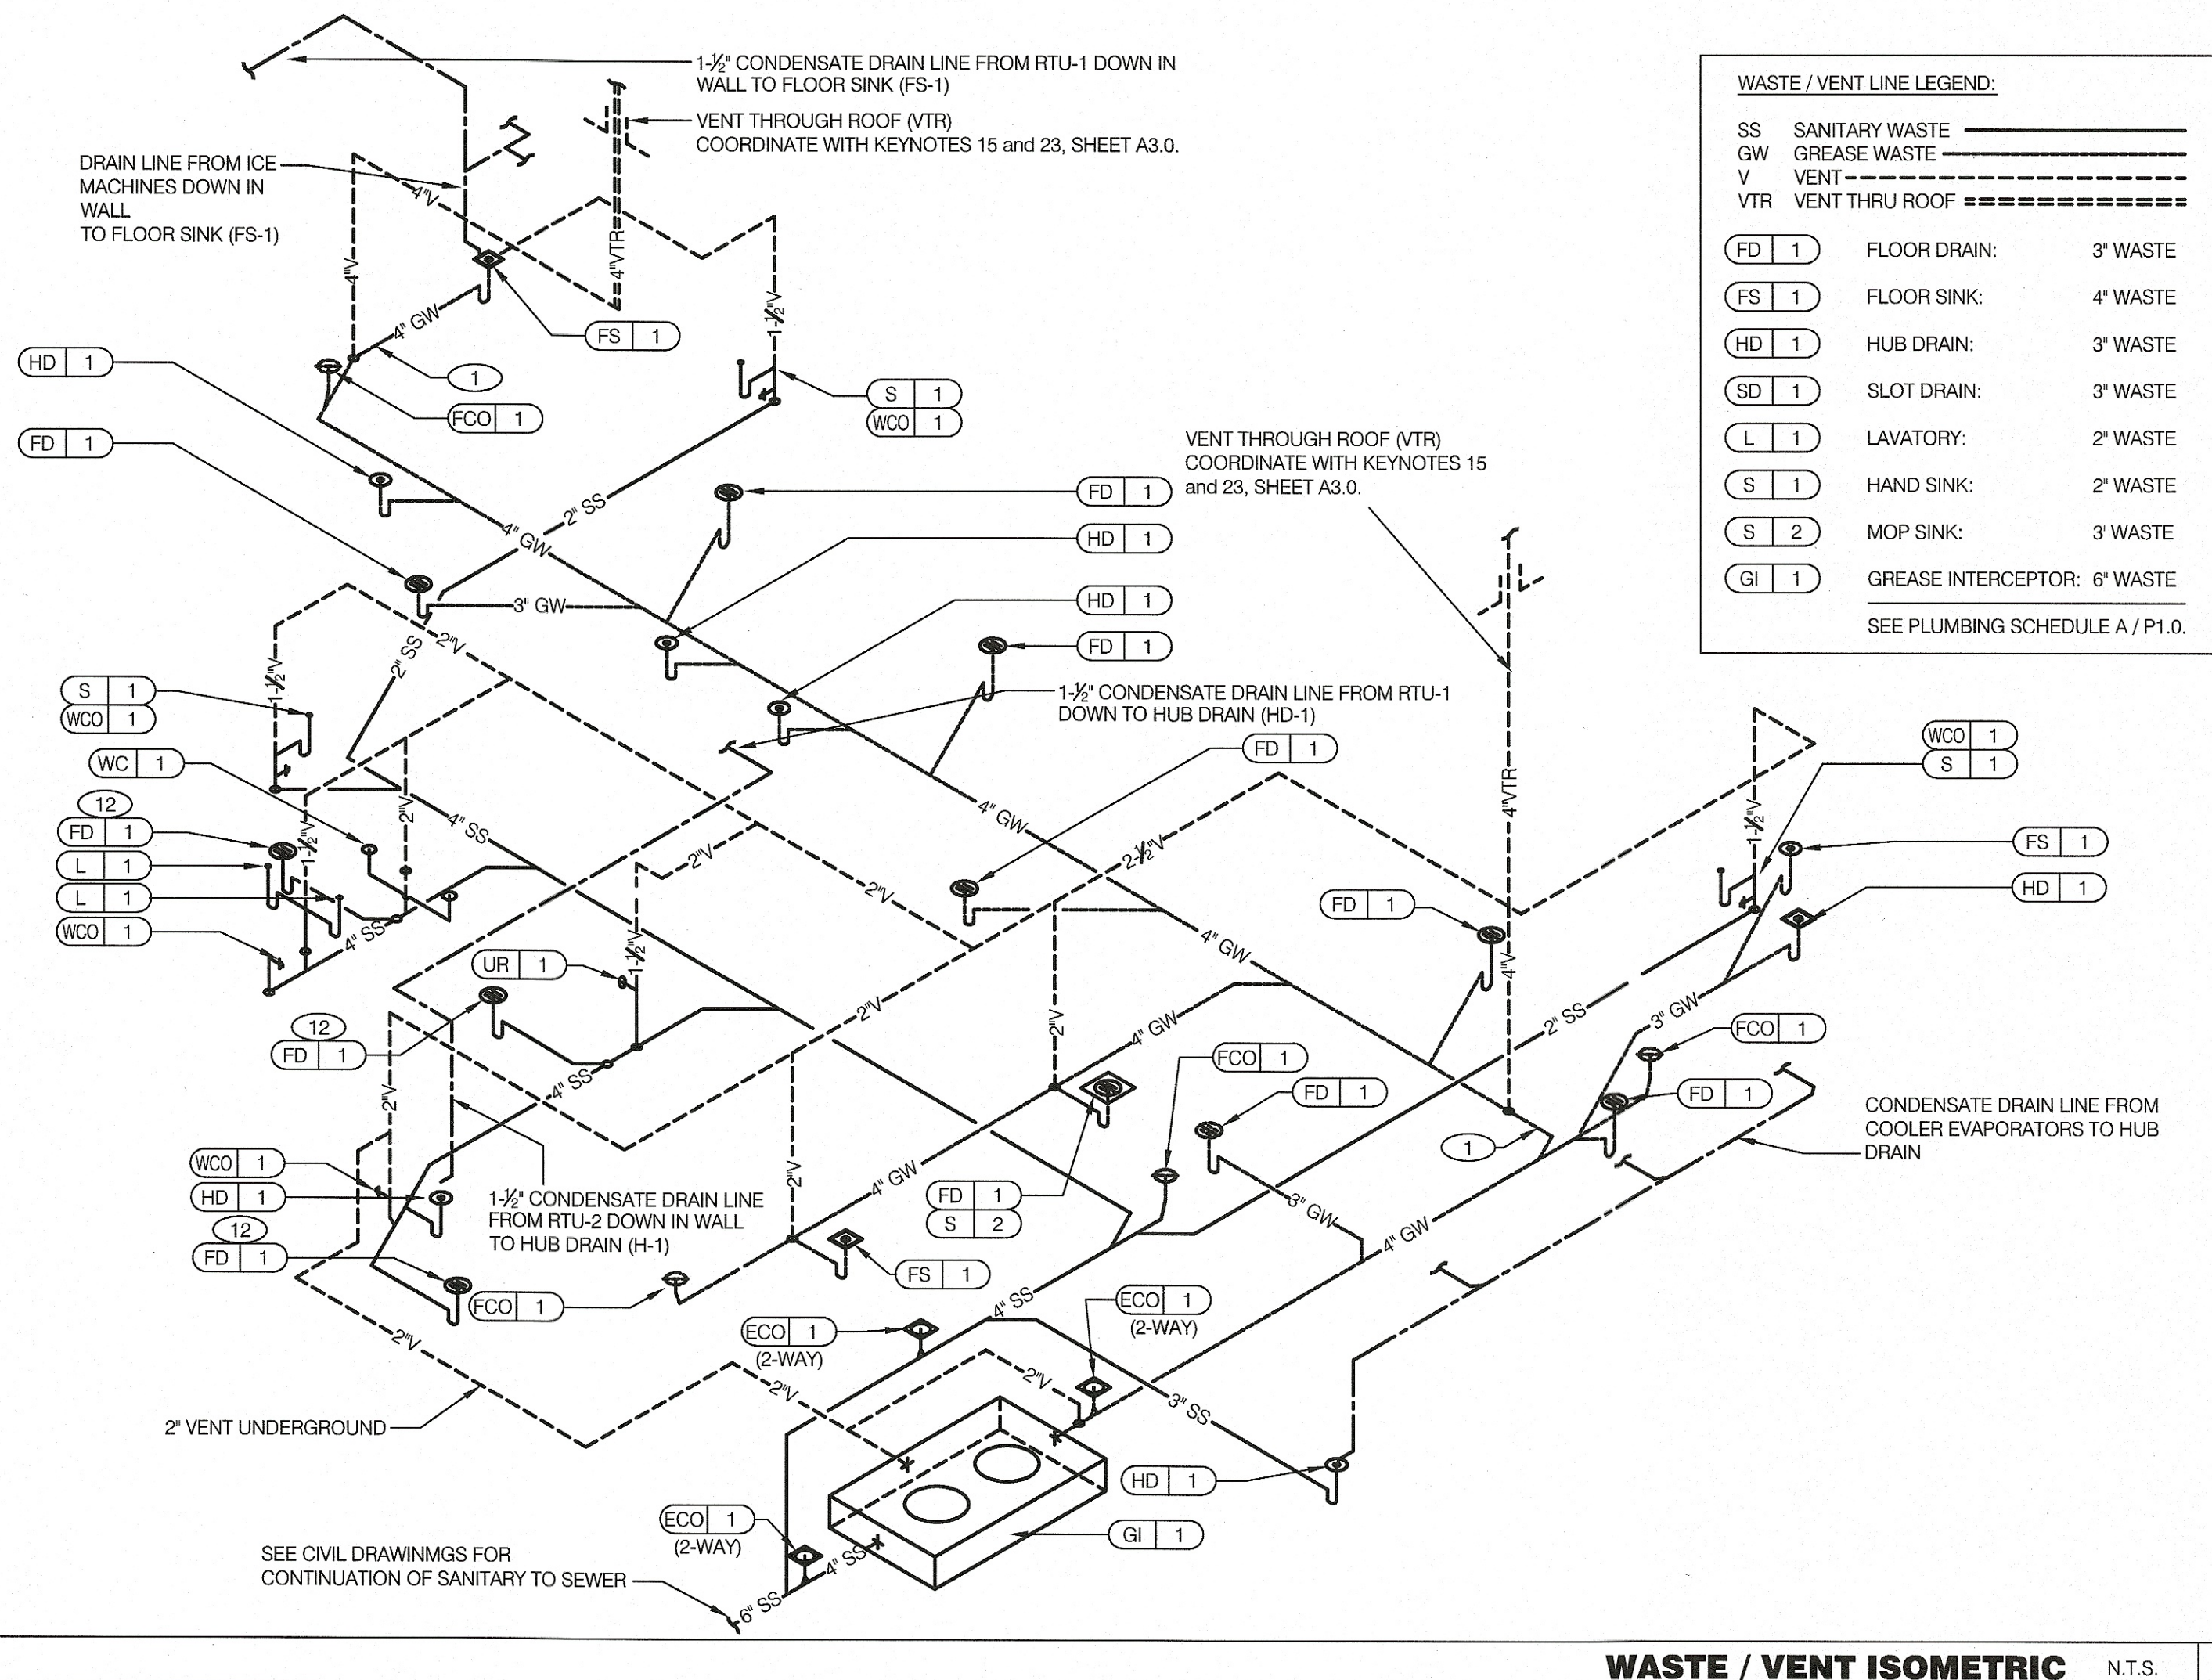 1-½" CONDENSATE DRAIN LINE FROM RTU-1 DOWN IN
WALL TO FLOOR SINK (FS-1)
VENT THROUGH ROOF (VTR)
COORDINATE WITH KEYNOTES 15 and 23, SHEET A3.0.
DRAIN LINE FROM ICE
MACHINES DOWN IN
WALL
TO FLOOR SINK (FS-1)
4"V
4"V
4"VTR
1-½"V
4" GW
FS 1
HD 1
1
FCO 1
S 1
WCO 1
FD 1
WASTE / VENT LINE LEGEND:
SS SANITARY WASTE
GW GREASE WASTE
V VENT
VTR VENT THRU ROOF
FD 1 FLOOR DRAIN: 3" WASTE
FS 1 FLOOR SINK: 4" WASTE
HD 1 HUB DRAIN: 3" WASTE
SD 1 SLOT DRAIN: 3" WASTE
L 1 LAVATORY: 2" WASTE
S 1 HAND SINK: 2" WASTE
S 2 MOP SINK: 3' WASTE
GI 1 GREASE INTERCEPTOR: 6" WASTE
SEE PLUMBING SCHEDULE A / P1.0.
VENT THROUGH ROOF (VTR)
COORDINATE WITH KEYNOTES 15
and 23, SHEET A3.0.
FD 1
HD 1
HD 1
FD 1
2" SS
4" GW
3" GW
2" SS
2"V
1-½"V
1-½" CONDENSATE DRAIN LINE FROM RTU-1
DOWN TO HUB DRAIN (HD-1)
FD 1
S 1
WCO 1
WC 1
12
FD 1
L 1
L 1
WCO 1
1-½"V
2"V
4" SS
4" SS
2"V
2"V
4" GW
2-½"V
4"VTR
1-½"V
WCO 1
S 1
FS 1
HD 1
FD 1
4"V
4" GW
UR 1
1-½"V
12
FD 1
4" SS
2"V
2"V
4" GW
2" SS
3" GW
FCO 1
FD 1
FCO 1
FD 1
1
CONDENSATE DRAIN LINE FROM
COOLER EVAPORATORS TO HUB
DRAIN
2"V
WCO 1
HD 1
12
FD 1
1-½" CONDENSATE DRAIN LINE
FROM RTU-2 DOWN IN WALL
TO HUB DRAIN (H-1)
2"V
4" GW
FD 1
S 2
3" GW
4" GW
FS 1
FCO 1
4" SS
ECO 1
(2-WAY)
ECO 1
(2-WAY)
2"V
2"V
2"V
3" SS
2" VENT UNDERGROUND
HD 1
ECO 1
(2-WAY)
GI 1
4" SS
SEE CIVIL DRAWINMGS FOR
CONTINUATION OF SANITARY TO SEWER
6" SS
WASTE / VENT ISOMETRIC N.T.S.